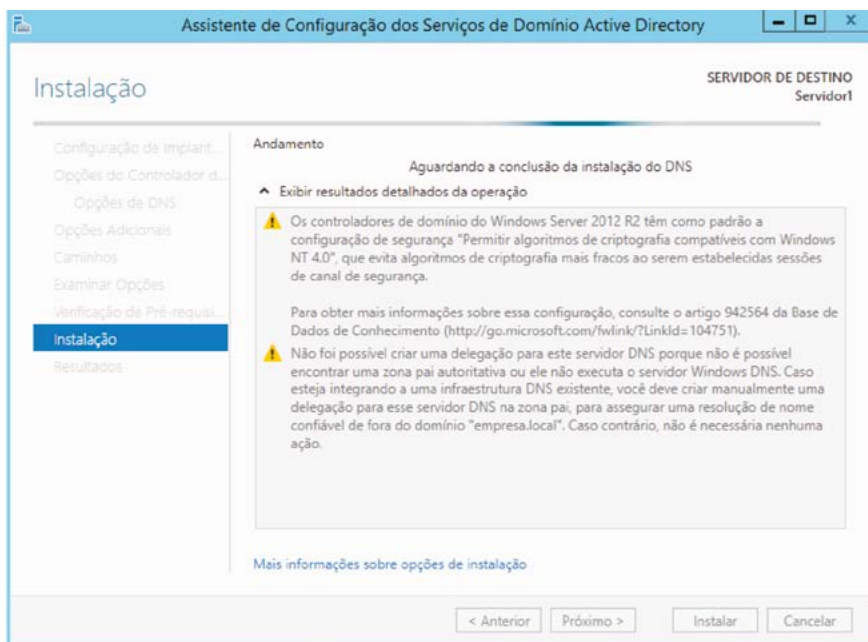 Assistente de Configuração dos Serviços de Domínio Active Directory
Instalação
SERVIDOR DE DESTINO
Servidor1
Configuração de Implant...
Opções do Controlador d...
Opções de DNS
Opções Adicionais
Caminhos
Examinar Opções
Verificação de Pré-requisi...
Instalação
Resultados
Andamento
Aguardando a conclusão da instalação do DNS
Exibir resultados detalhados da operação
Os controladores de domínio do Windows Server 2012 R2 têm como padrão a
configuração de segurança "Permitir algoritmos de criptografia compatíveis com Windows
NT 4.0", que evita algoritmos de criptografia mais fracos ao serem estabelecidas sessões
de canal de segurança.
Para obter mais informações sobre essa configuração, consulte o artigo 942564 da Base de
Dados de Conhecimento (http://go.microsoft.com/fwlink/?LinkId=104751).
Não foi possível criar uma delegação para este servidor DNS porque não é possível
encontrar uma zona pai autoritativa ou ele não executa o servidor Windows DNS. Caso
esteja integrando a uma infraestrutura DNS existente, você deve criar manualmente uma
delegação para esse servidor DNS na zona pai, para assegurar uma resolução de nome
confiável de fora do domínio "empresa.local". Caso contrário, não é necessária nenhuma
ação.
Mais informações sobre opções de instalação
< Anterior
Próximo >
Instalar
Cancelar